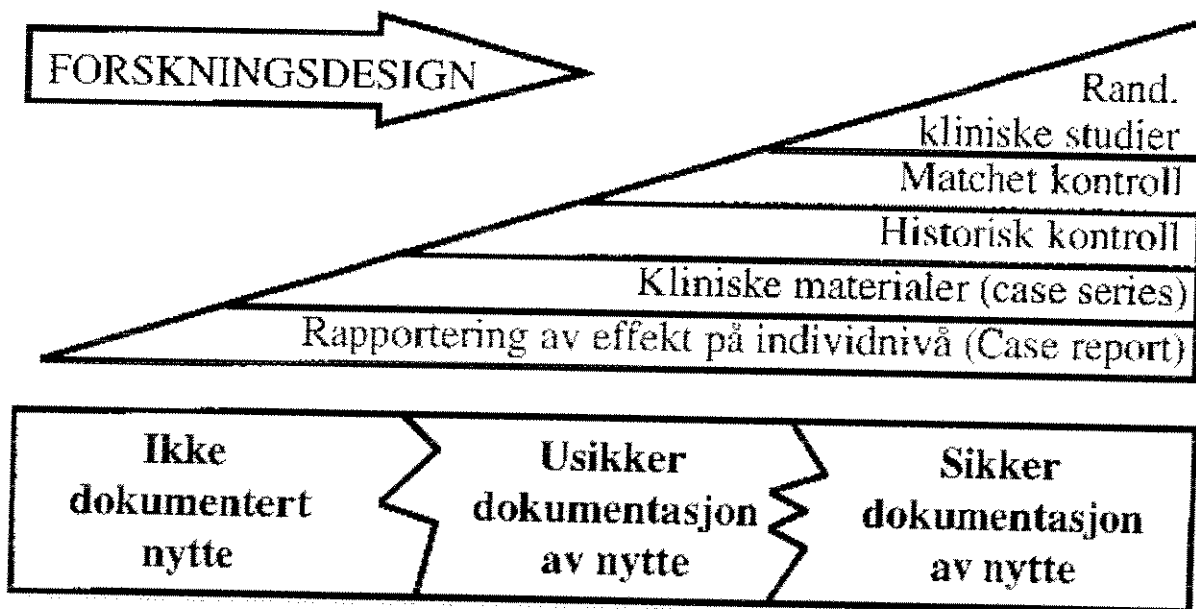 FORSKNINGSDESIGN
Rand.
kliniske studier
Matchet kontroll
Historisk kontroll
Kliniske materialer (case series)
Rapportering av effekt på individnivå (Case report)
Ikke
dokumentert
nytte
Usikker
dokumentasjon
av nytte
Sikker
dokumentasjon
av nytte